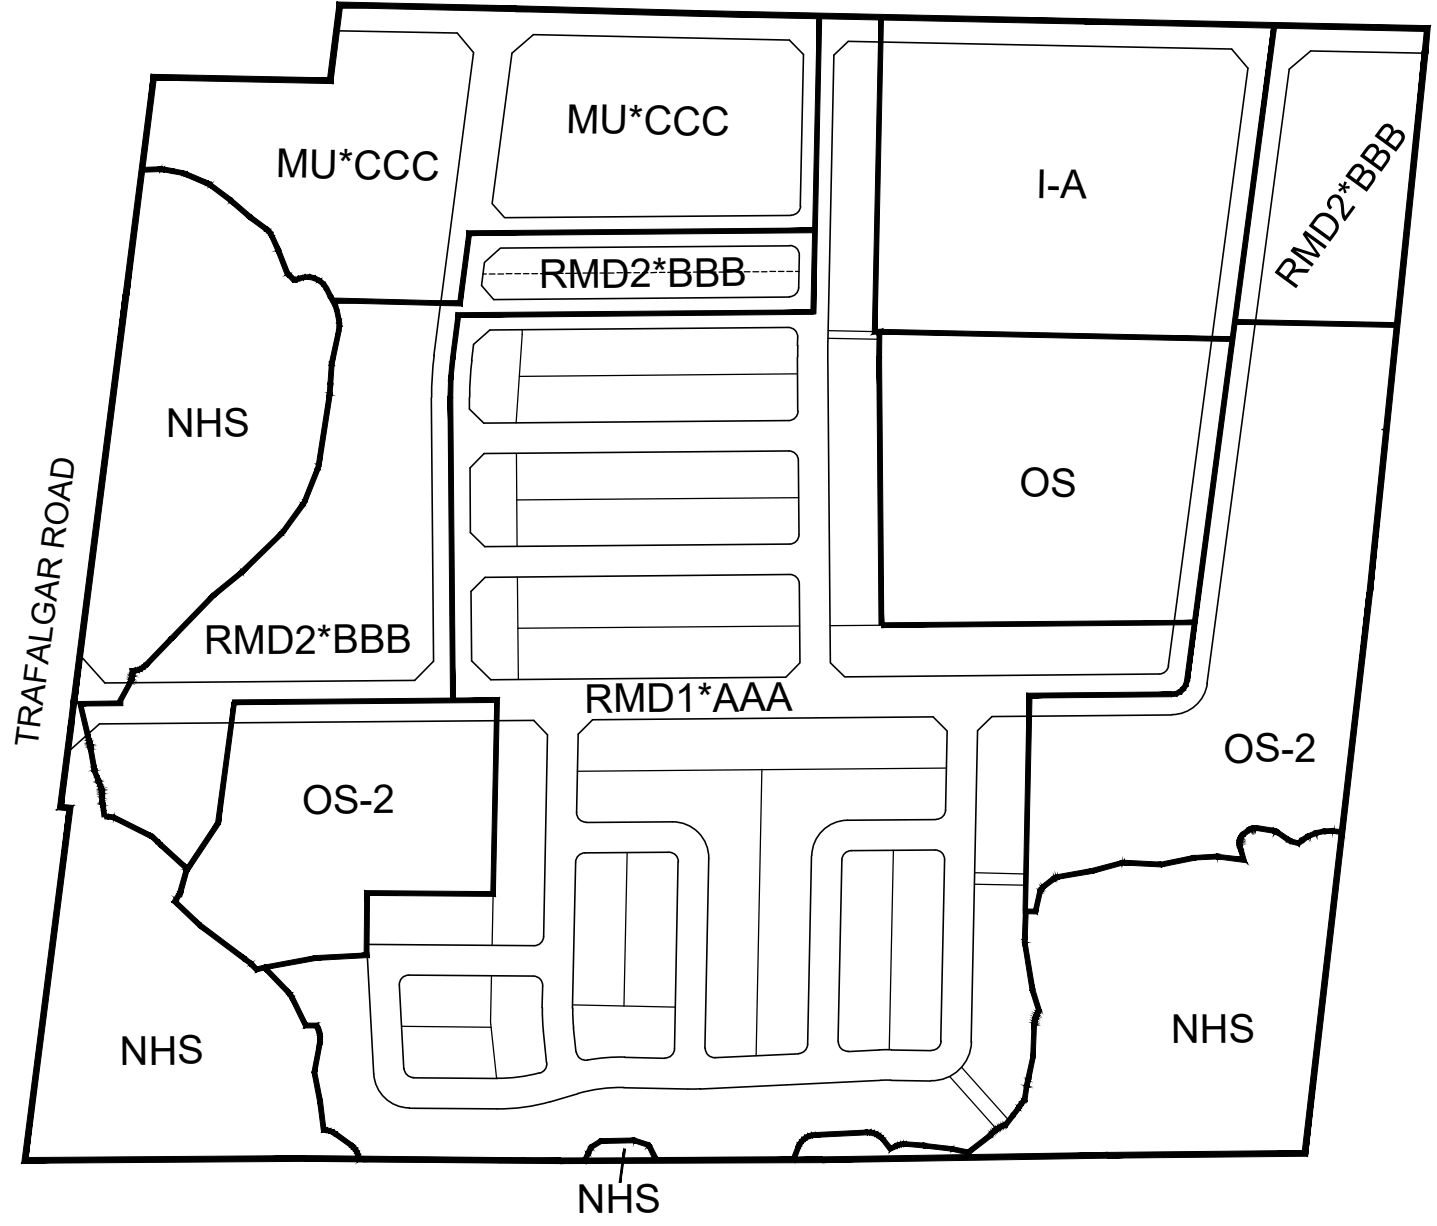 MU*CCC
MU*CCC
I-A
RMD2*BBB
RMD2*BBB
NHS
OS
TRAFALGAR ROAD
RMD2*BBB
RMD1*AAA
OS-2
OS-2
NHS
NHS
NHS